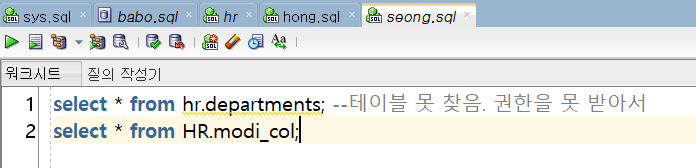 sys.sql babo.sql hr hong.sql seong.sql
워크시트 질의 작성기
1 select * from hr.departments; --테이블 못 찾음. 권한을 못 받아서
2 select * from HR.modi_col;